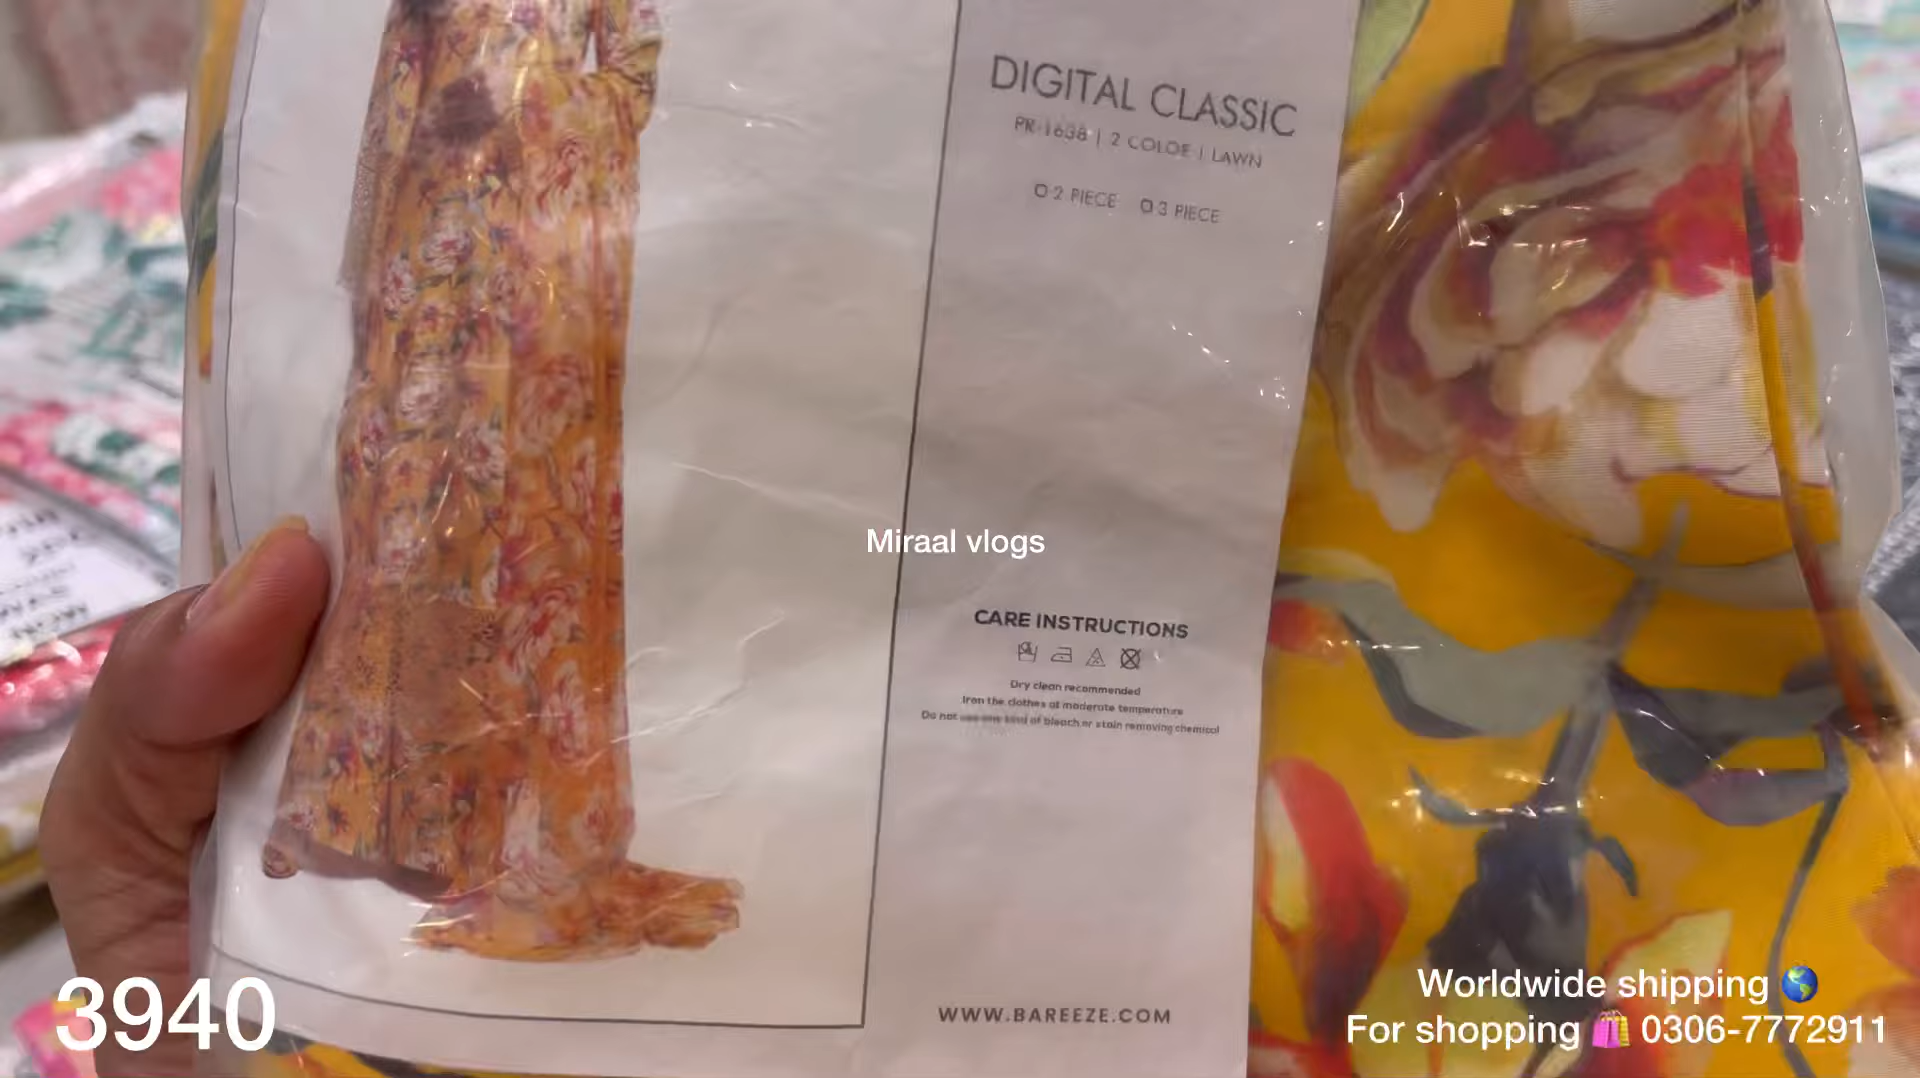 DIGITAL CLASSIC
PR-1638 | 2 COLOE | LAWN
2 PIECE 3 PIECE
Miraal vlogs
CARE INSTRUCTIONS
Dry clean recommended
Iron the clothes at moderate temperature
Do not use any kind of bleach or stain removing chemical
WWW.BAREEZE.COM
3940
Worldwide shipping 🌎
For shopping 🛍️ 0306-7772911